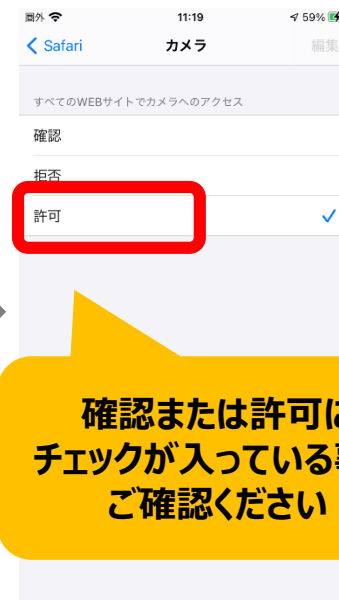 圏外 11:19 59%
Safari カメラ 編集
すべてのWEBサイトでカメラへのアクセス
確認
拒否
許可
確認または許可に
チェックが入っている事
ご確認ください